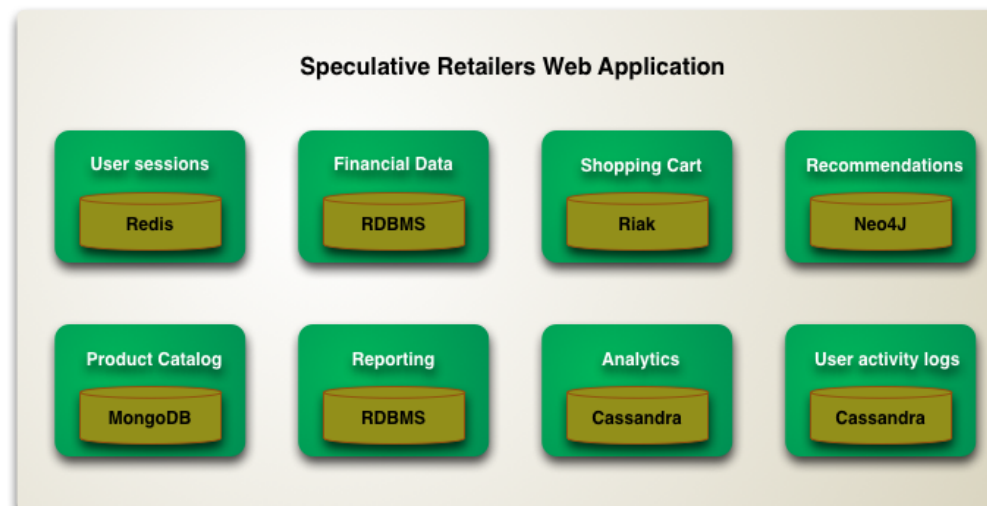 Speculative Retailers Web Application
User sessions
Redis
Financial Data
RDBMS
Shopping Cart
Riak
Recommendations
Neo4J
Product Catalog
MongoDB
Reporting
RDBMS
Analytics
Cassandra
User activity logs
Cassandra